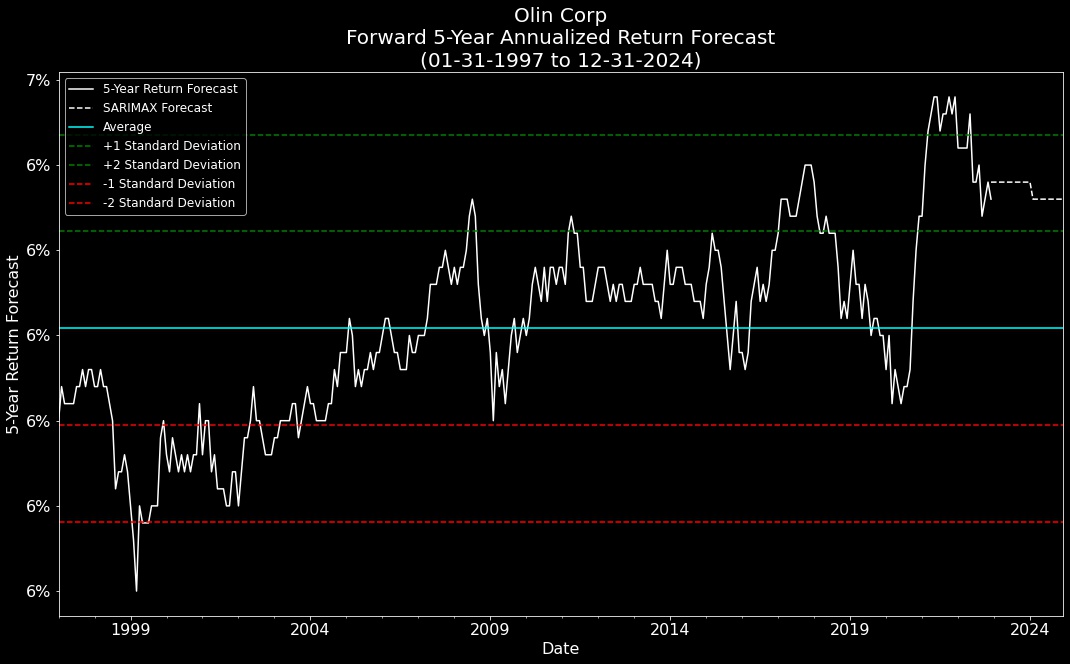 Olin Corp
Forward 5-Year Annualized Return Forecast
(01-31-1997 to 12-31-2024)
5-Year Return Forecast
7%
6%
6%
6%
6%
6%
6%
5-Year Return Forecast
SARIMAX Forecast
Average
+1 Standard Deviation
+2 Standard Deviation
-1 Standard Deviation
-2 Standard Deviation
1999
2004
2009
2014
2019
2024
Date